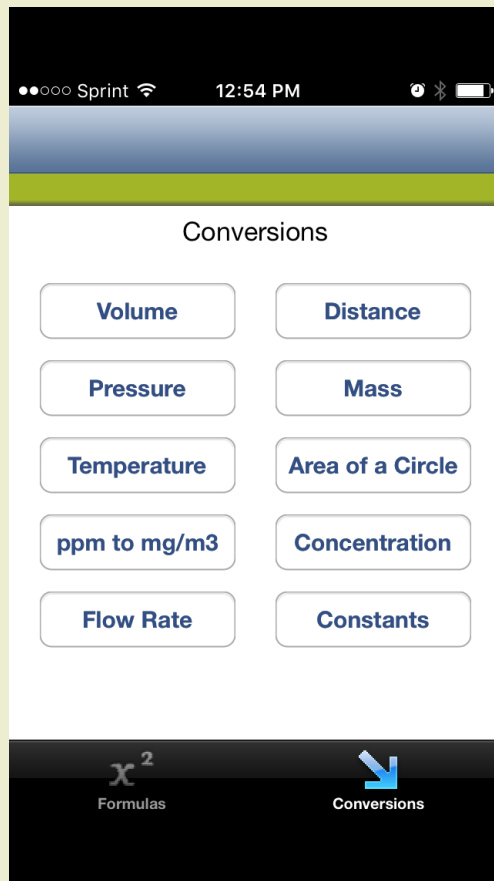 Sprint 12:54 PM
Conversions
Volume Distance
Pressure Mass
Temperature Area of a Circle
ppm to mg/m3 Concentration
Flow Rate Constants
x 2
Formulas Conversions